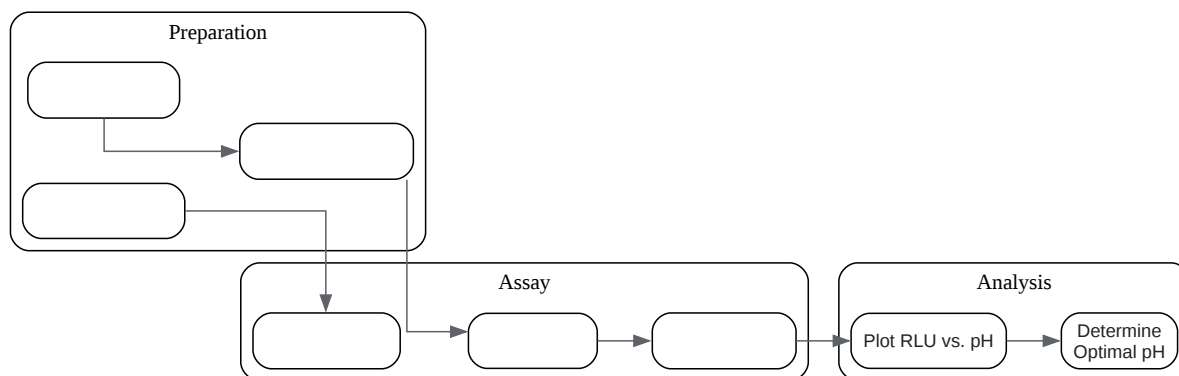 Preparation
Assay
Analysis
Plot RLU vs. pH
Determine
Optimal pH